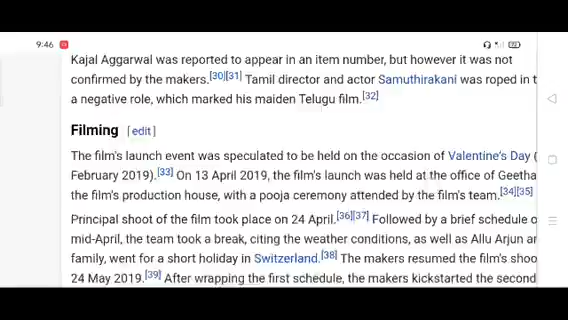 9:46
Kajal Aggarwal was reported to appear in an item number, but however it was not
confirmed by the makers.[30][31] Tamil director and actor Samuthirakani was roped in t
a negative role, which marked his maiden Telugu film.[32]
Filming [edit]
The film's launch event was speculated to be held on the occasion of Valentine's Day (
February 2019).[33] On 13 April 2019, the film's launch was held at the office of Geetha
the film's production house, with a pooja ceremony attended by the film's team.[34][35]
Principal shoot of the film took place on 24 April.[36][37] Followed by a brief schedule o
mid-April, the team took a break, citing the weather conditions, as well as Allu Arjun an
family, went for a short holiday in Switzerland.[38] The makers resumed the film's shoo
24 May 2019.[39] After wrapping the first schedule, the makers kickstarted the second